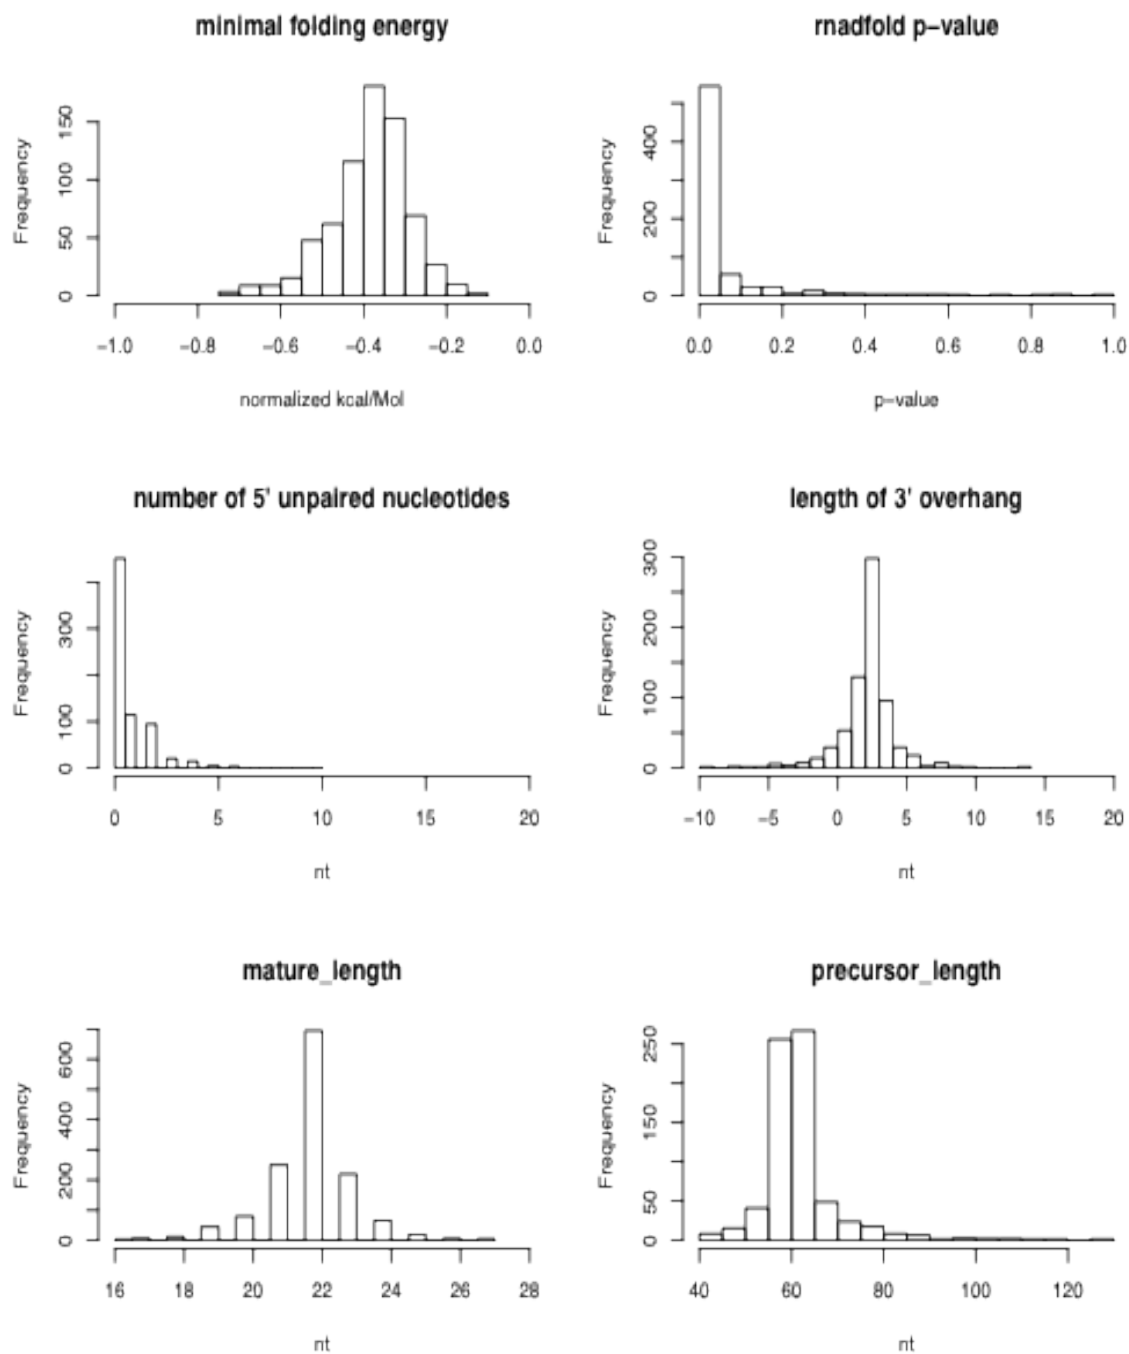 minimal folding energy
Frequency
0 50 100 150
-1.0 -0.8 -0.6 -0.4 -0.2 0.0
normalized kcal/Mol
rnadfold p-value
Frequency
0 200 400
0.0 0.2 0.4 0.6 0.8 1.0
p-value
number of 5' unpaired nucleotides
Frequency
0 100 300
0 5 10 15 20
nt
length of 3' overhang
Frequency
0 100 200 300
-10 -5 0 5 10 15 20
nt
mature_length
Frequency
0 200 400 600
16 18 20 22 24 26 28
nt
precursor_length
Frequency
0 50 150 250
40 60 80 100 120
nt